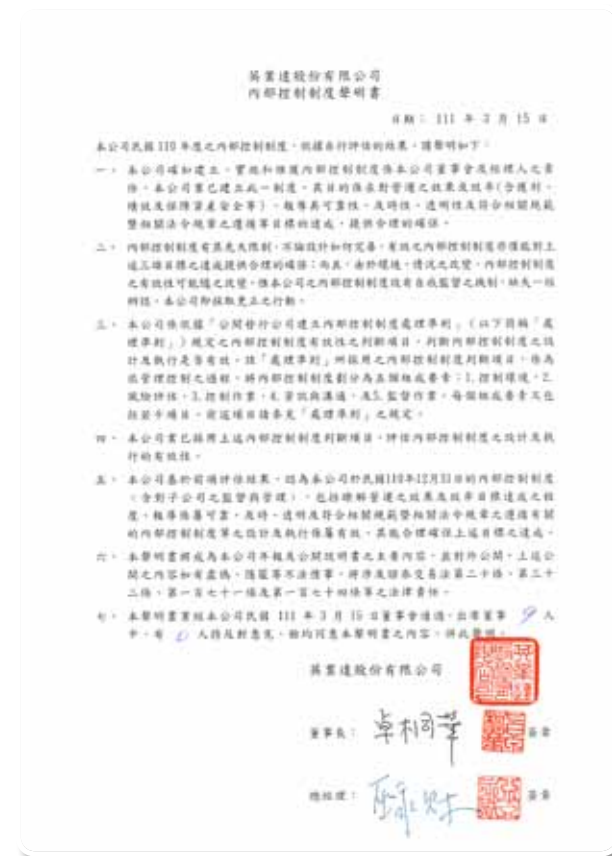 英業達股份有限公司
內部控制制度聲明書
日期：111 年 3 月 15 日
本公司民國 110 年度之內部控制制度，依據自行評估的結果，謹聲明如下：
一、本公司確知建立、實施和維護內部控制制度係本公司董事會及經理人之責
任，本公司業已建立此一制度。其目的係在對營運之效果及效率(含獲利、
績效及保障資產安全等)、報導具可靠性、及時性、透明性及符合相關規範
暨相關法令規章之遵循等目標的達成，提供合理的確保。
二、內部控制制度有其先天限制，不論設計如何完善，有效之內部控制制度亦僅能對上
述三項目標之達成提供合理的確保；而且，由於環境、情況之改變，內部控制制度
之有效性可能隨之改變。惟本公司之內部控制制度設有自我監督之機制，缺失一經
辨認，本公司即採取更正之行動。
三、本公司係依據「公開發行公司建立內部控制制度處理準則」（以下簡稱「處
理準則」）規定之內部控制制度有效性之判斷項目，判斷內部控制制度之設
計及執行是否有效。該「處理準則」所採用之內部控制制度判斷項目，係為
依管理控制之過程，將內部控制制度劃分為五個組成要素：1.控制環境，2.
風險評估，3.控制作業，4.資訊與溝通，及5.監督作業。每個組成要素又包
括若干項目。前述項目請參見「處理準則」之規定。
四、本公司業已採用上述內部控制制度判斷項目，評估內部控制制度之設計及執
行的有效性。
五、本公司基於前項評估結果，認為本公司於民國110年12月31日的內部控制制度
（含對子公司之監督與管理），包括瞭解營運之效果及效率目標達成之程
度、報導係屬可靠、及時、透明及符合相關規範暨相關法令規章之遵循有關
的內部控制制度等之設計及執行係屬有效，其能合理確保上述目標之達成。
六、本聲明書將成為本公司年報及公開說明書之主要內容，並對外公開。上述公
開之內容如有虛偽、隱匿等不法情事，將涉及證券交易法第二十條、第三十
二條、第一百七十一條及第一百七十四條等之法律責任。
七、本聲明書業經本公司民國 111 年 3 月 15 日董事會通過，出席董事 9 人
中，有 0 人持反對意見，餘均同意本聲明書之內容，併此聲明。
英業達股份有限公司
董事長：卓桐華 簽章
總經理： 簽章